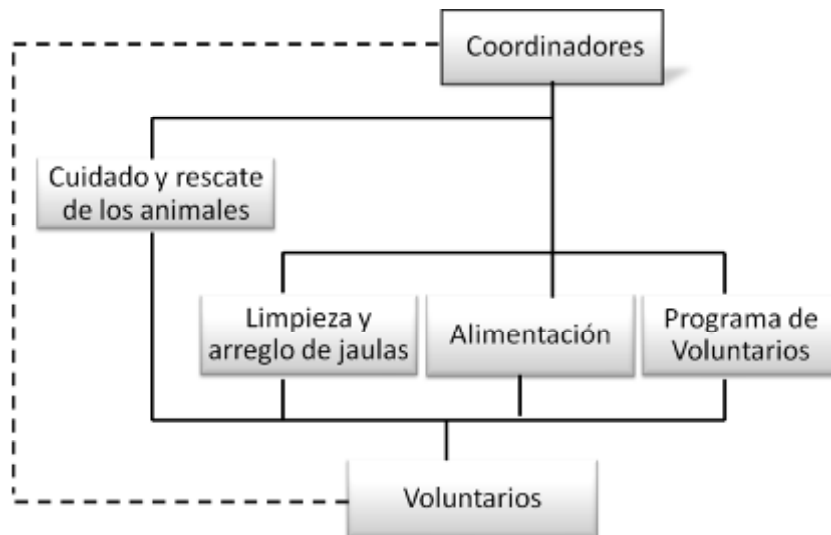 Coordinadores
Cuidado y rescate
de los animales
Limpieza y
arreglo de jaulas
Alimentación
Programa de
Voluntarios
Voluntarios